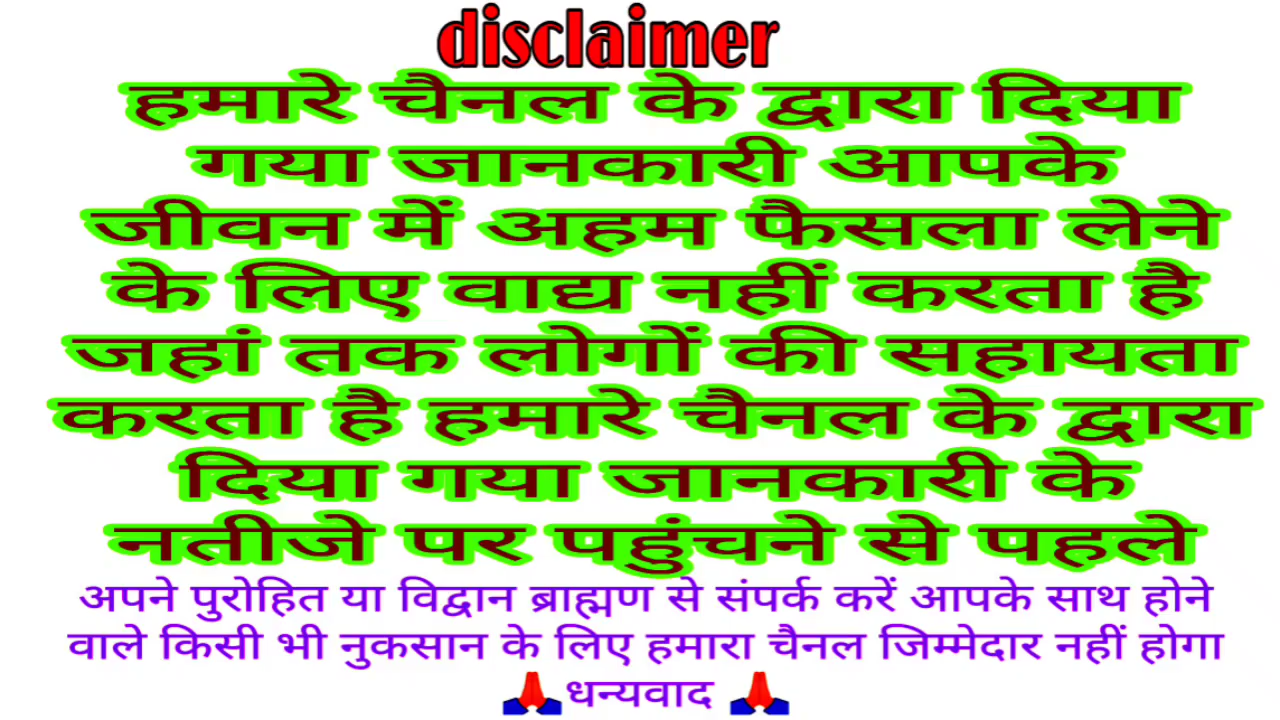 disclaimer
हमारे चैनल के द्वारा दिया
गया जानकारी आपके
जीवन में अहम फैसला लेने
के लिए वाद्य नहीं करता है
जहां तक लोगों की सहायता
करता है हमारे चैनल के द्वारा
दिया गया जानकारी के
नतीजे पर पहुंचने से पहले
अपने पुरोहित या विद्वान ब्राह्मण से संपर्क करें आपके साथ होने
वाले किसी भी नुकसान के लिए हमारा चैनल जिम्मेदार नहीं होगा
🙏धन्यवाद 🙏